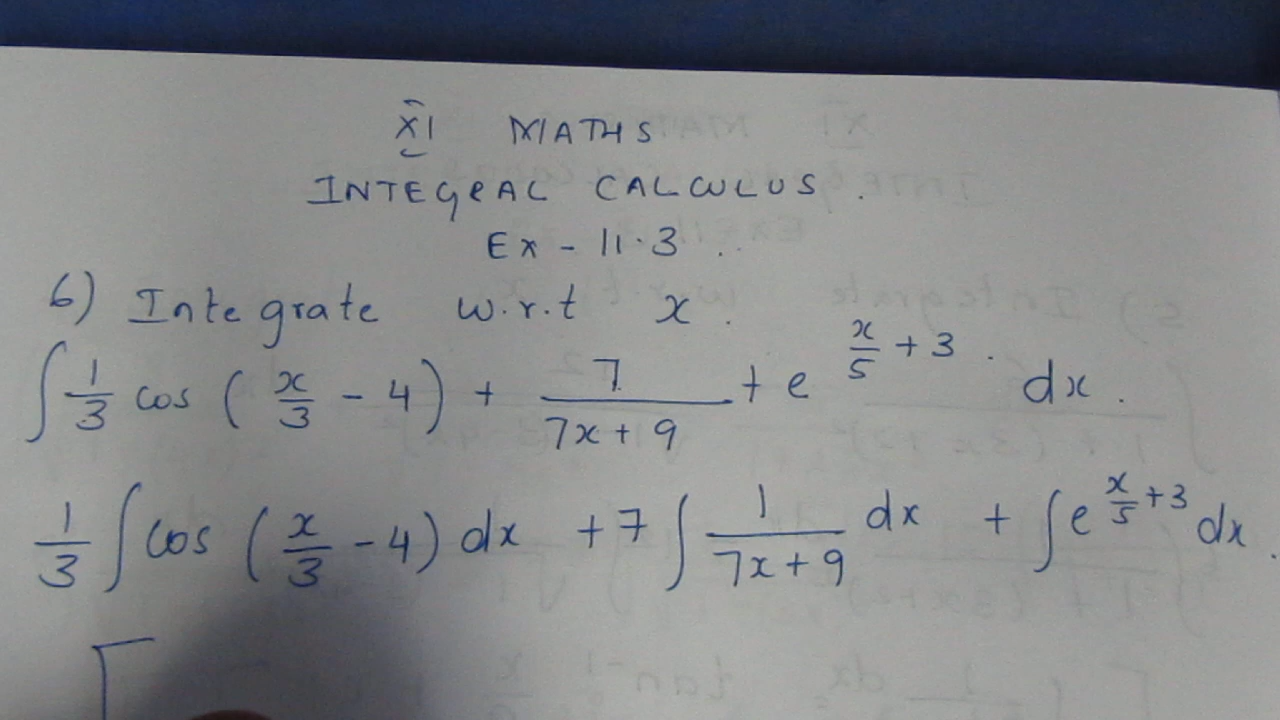 XI MATHS
INTEGRAL CALCULUS.
Ex - 11.3.
6) Integrate w.r.t x.
∫ 1/3 cos (x/3 - 4) + 7/(7x + 9) + e^(x/5 + 3) dx.
1/3 ∫ cos (x/3 - 4) dx + 7 ∫ 1/(7x + 9) dx + ∫ e^(x/5 + 3) dx.